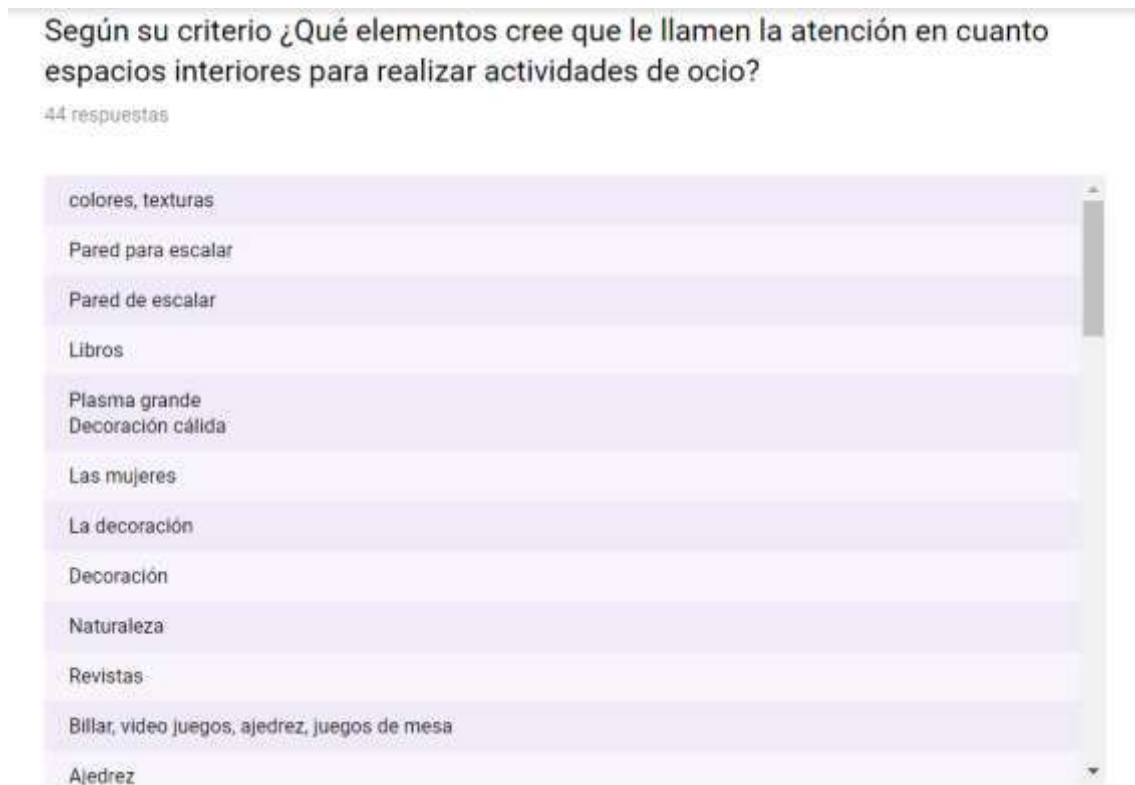 Según su criterio ¿Qué elementos cree que le llamen la atención en cuanto
espacios interiores para realizar actividades de ocio?
44 respuestas
colores, texturas
Pared para escalar
Pared de escalar
Libros
Plasma grande
Decoración cálida
Las mujeres
La decoración
Decoración
Naturaleza
Revistas
Billar, video juegos, ajedrez, juegos de mesa
Ajedrez